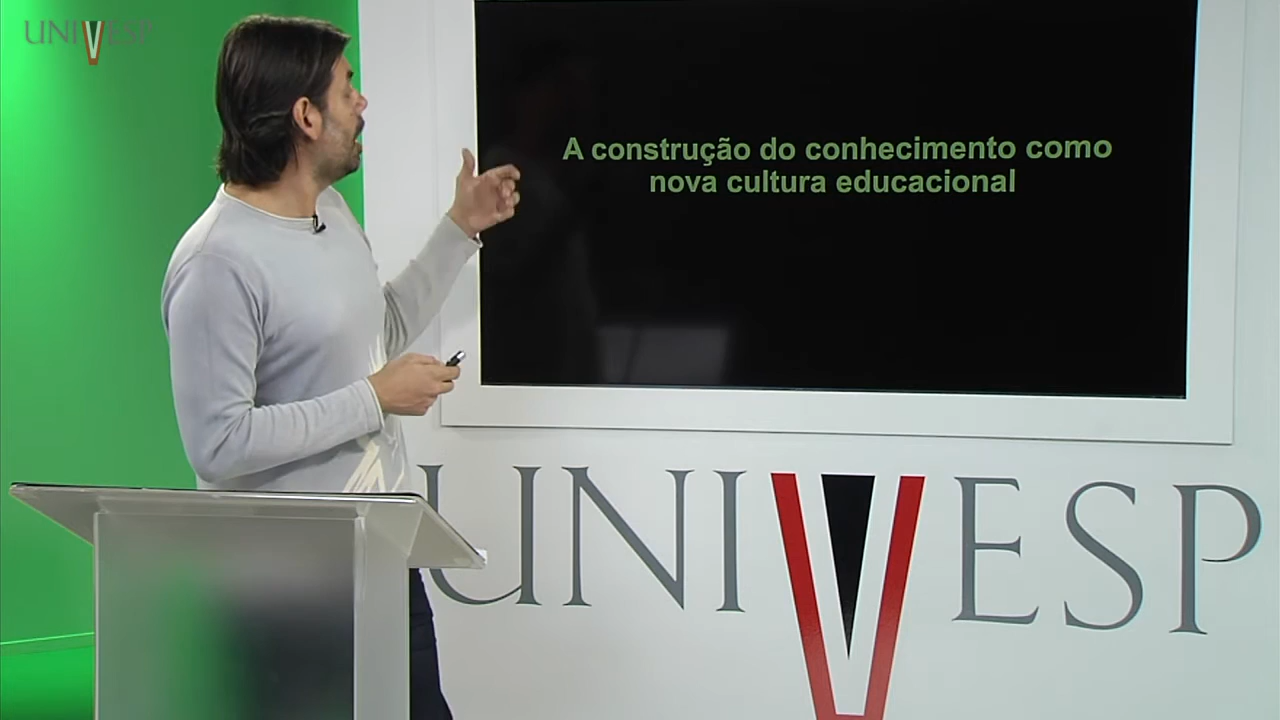 UNIVESP
A construção do conhecimento como
nova cultura educacional
UNIVESP